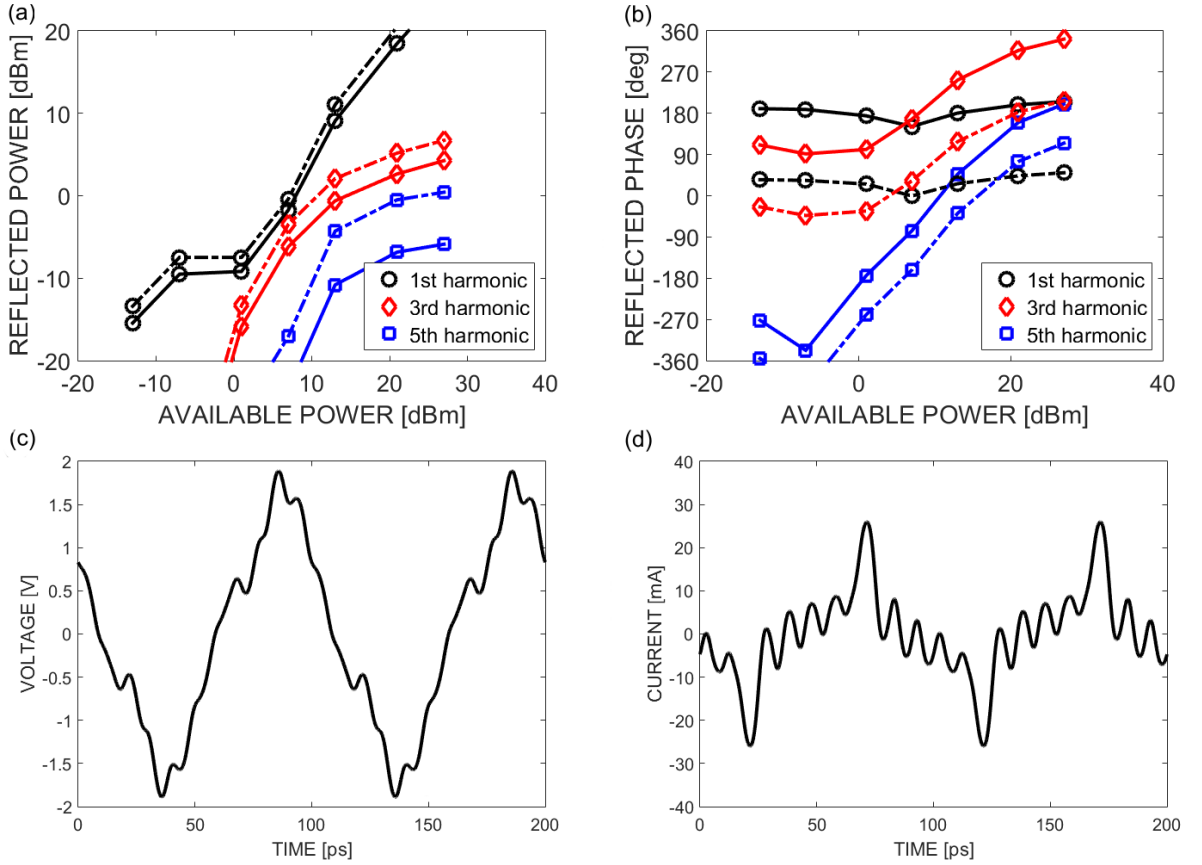 (a)
REFLECTED POWER [dBm]
20
10
0
-10
-20
-20 -10 0 10 20 30 40
AVAILABLE POWER [dBm]
1st harmonic
3rd harmonic
5th harmonic
(b)
REFLECTED PHASE [deg]
360
270
180
90
0
-90
-180
-270
-360
-20 0 20 40
AVAILABLE POWER [dBm]
1st harmonic
3rd harmonic
5th harmonic
(c)
VOLTAGE [V]
2
1.5
1
0.5
0
-0.5
-1
-1.5
-2
0 50 100 150 200
TIME [ps]
(d)
CURRENT [mA]
40
30
20
10
0
-10
-20
-30
-40
0 50 100 150 200
TIME [ps]